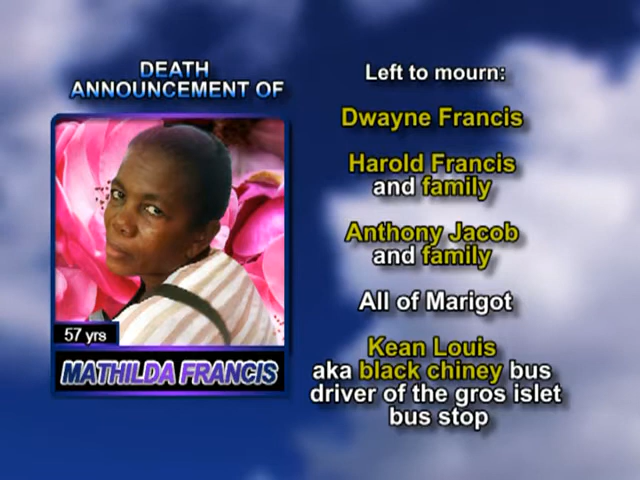 DEATH
ANNOUNCEMENT OF
57 yrs
MATHILDA FRANCIS
Left to mourn:
Dwayne Francis
Harold Francis
and family
Anthony Jacob
and family
All of Marigot
Kean Louis
aka black chiney bus
driver of the gros islet
bus stop